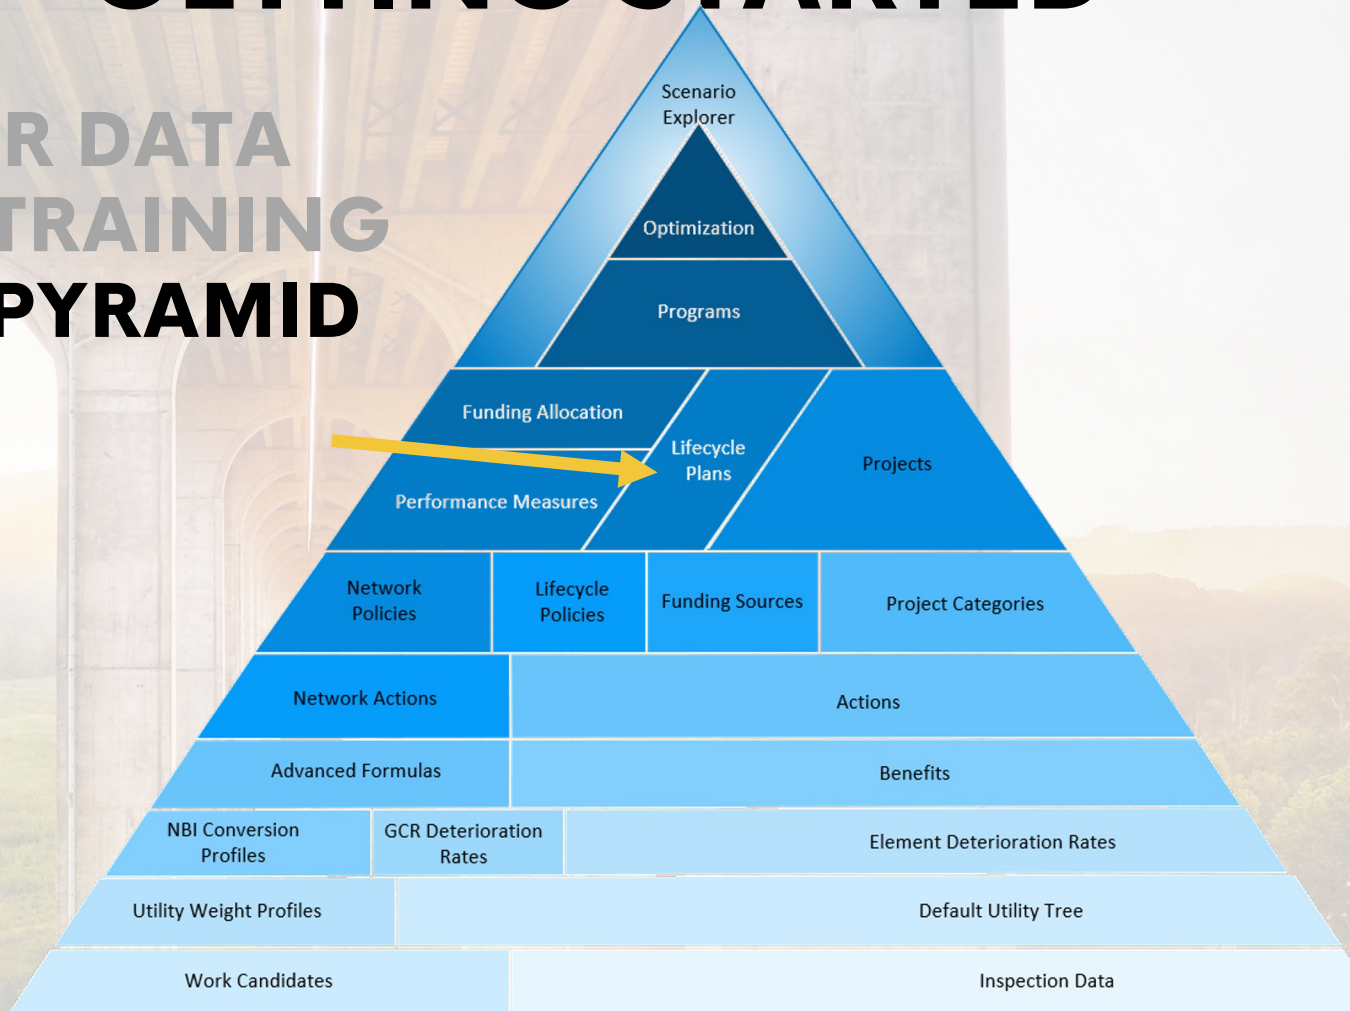 GETTING STARTED
R DATA
TRAINING
PYRAMID
Scenario
Explorer
Optimization
Programs
Funding Allocation
Performance Measures
Lifecycle
Plans
Projects
Network
Policies
Lifecycle
Policies
Funding Sources
Project Categories
Network Actions
Actions
Advanced Formulas
Benefits
NBI Conversion
Profiles
GCR Deterioration
Rates
Element Deterioration Rates
Utility Weight Profiles
Default Utility Tree
Work Candidates
Inspection Data